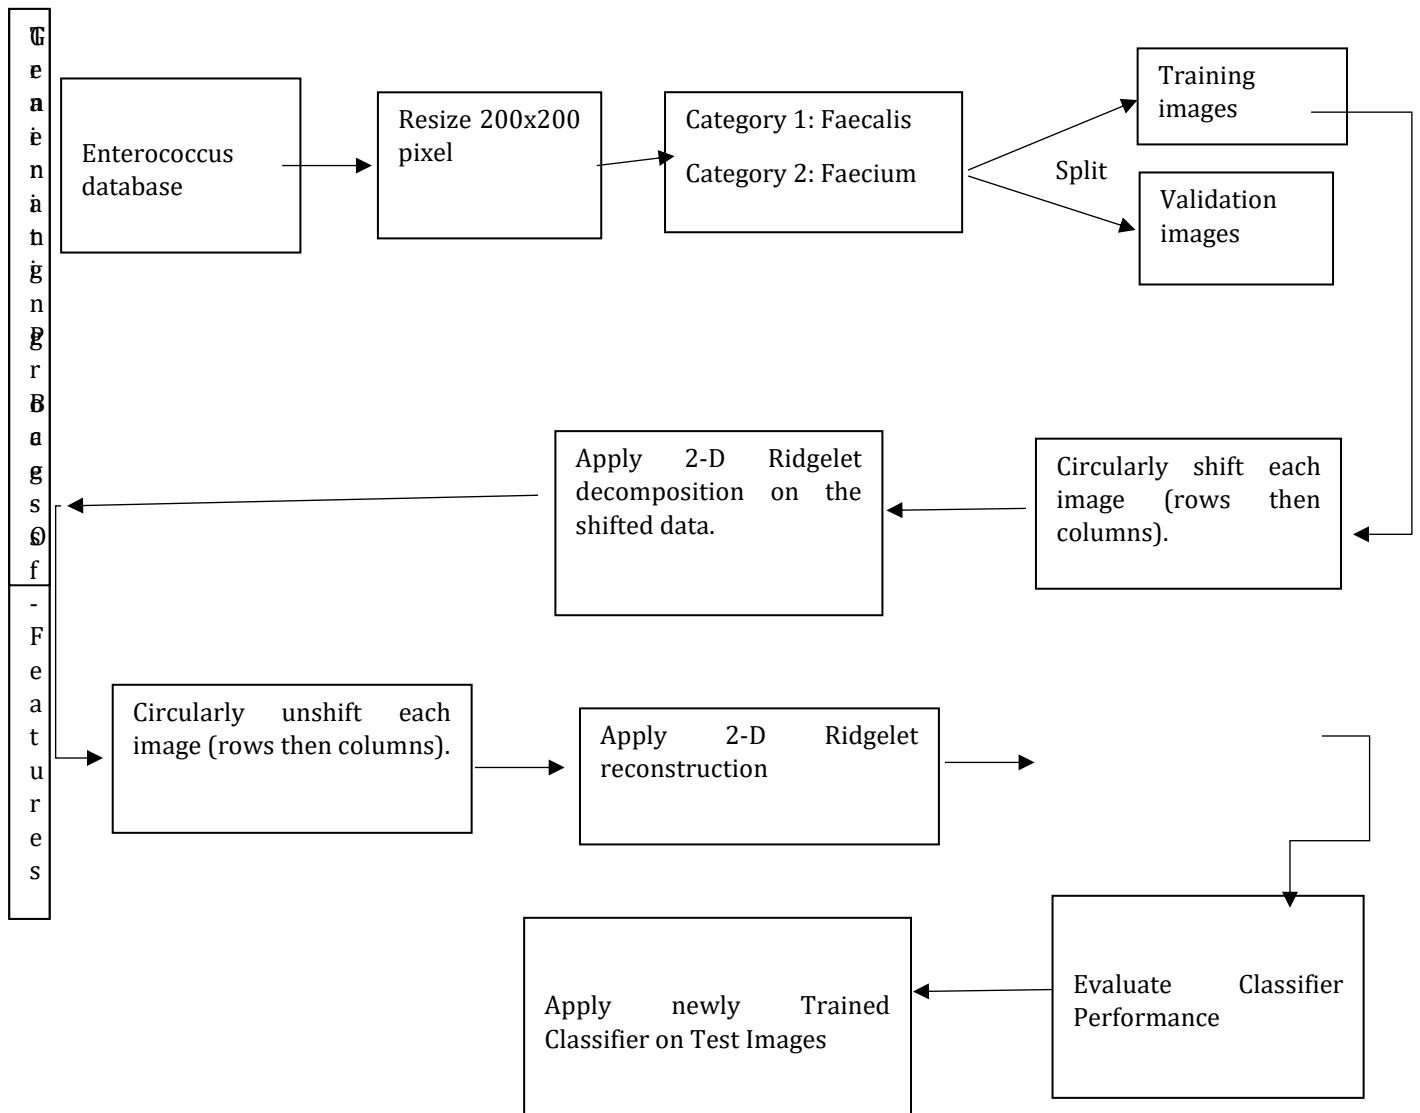 Enterococcus
database
Resize 200x200
pixel
Category 1: Faecalis
Category 2: Faecium
Split
Training
images
Validation
images
Circularly shift each
image (rows then
columns).
Apply 2-D Ridgelet
decomposition on the
shifted data.
-Features
Circularly unshift each
image (rows then columns).
Apply 2-D Ridgelet
reconstruction
Evaluate Classifier
Performance
Apply newly Trained
Classifier on Test Images